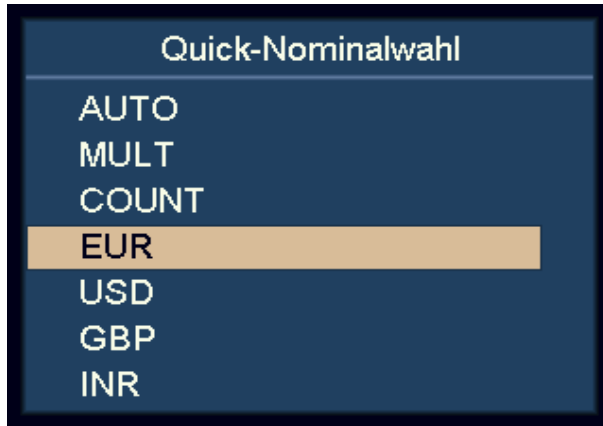 Quick-Nominalwahl
AUTO
MULT
COUNT
EUR
USD
GBP
INR